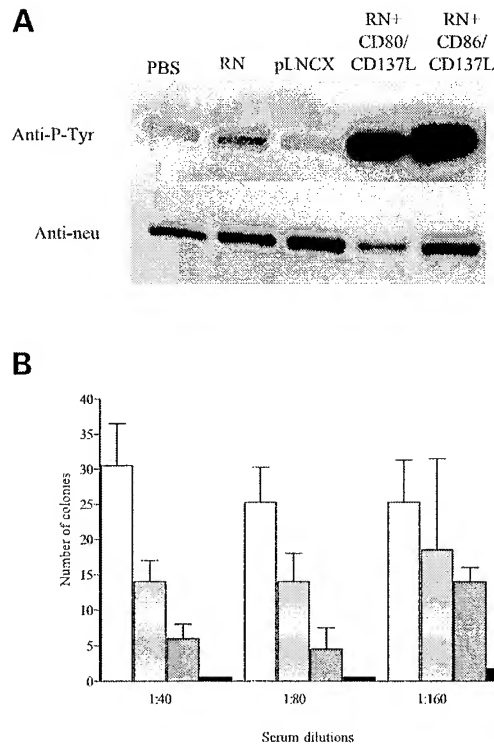 A
PBS
RN
pLNCX
RN+
CD80/
CD137L
RN+
CD86/
CD137L
Anti-P-Tyr
Anti-neu
B
Number of colonies
40
35
30
25
20
15
10
5
0
1:40
1:80
1:160
Serum dilutions